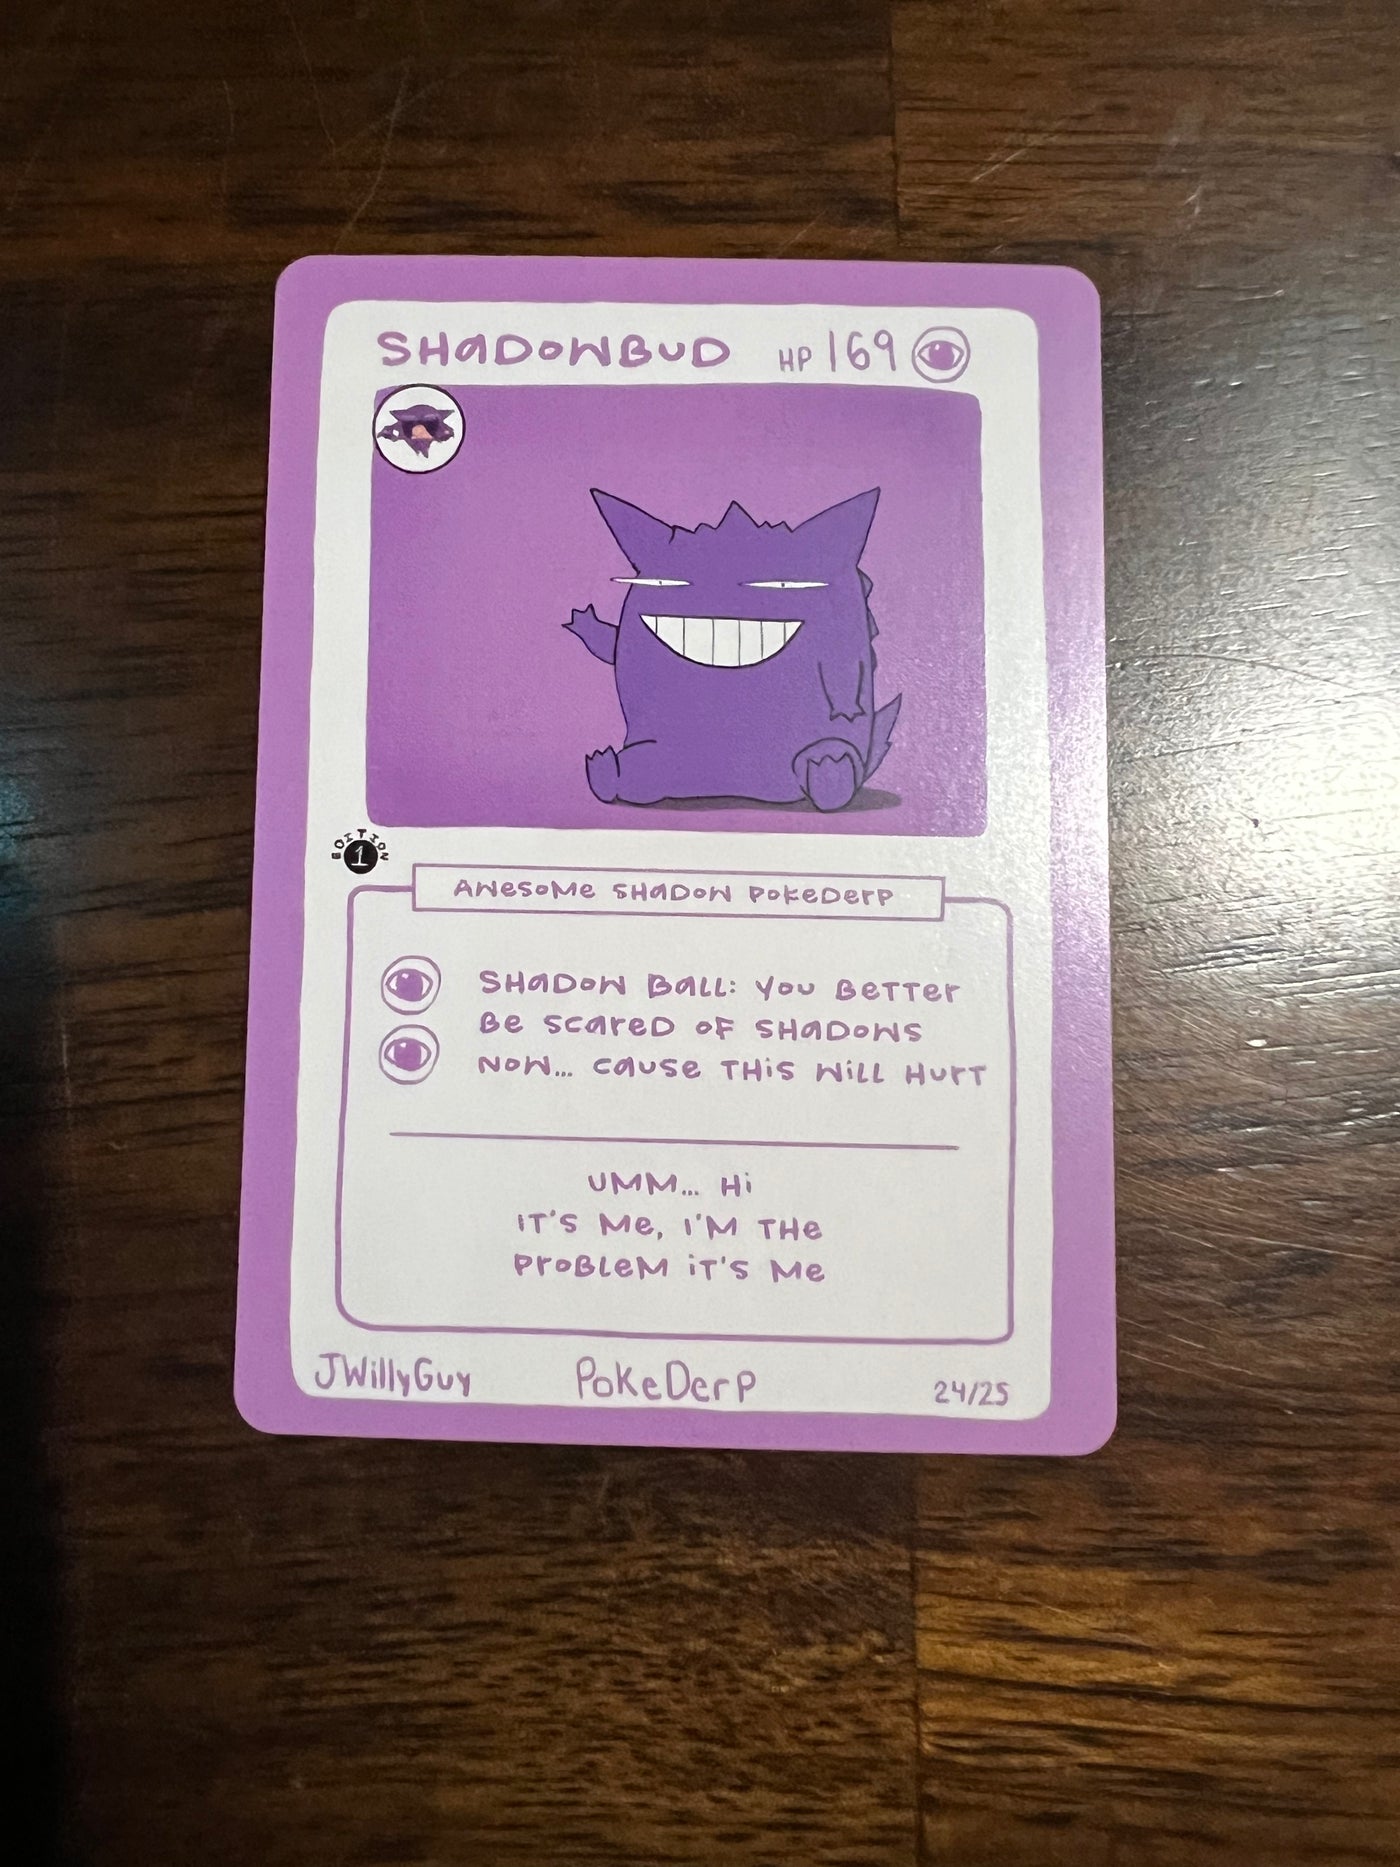 SHADOWBUD HP 169
EDITION
1
AWESOME SHADOW POKEDERP
SHADOW BALL: YOU BETTER
BE SCARED OF SHADOWS
NOW... CAUSE THIS WILL HURT
UMM... Hi
IT'S ME, I'M THE
PROBLEM IT'S ME
JWillyGuy PokeDerp 24/25